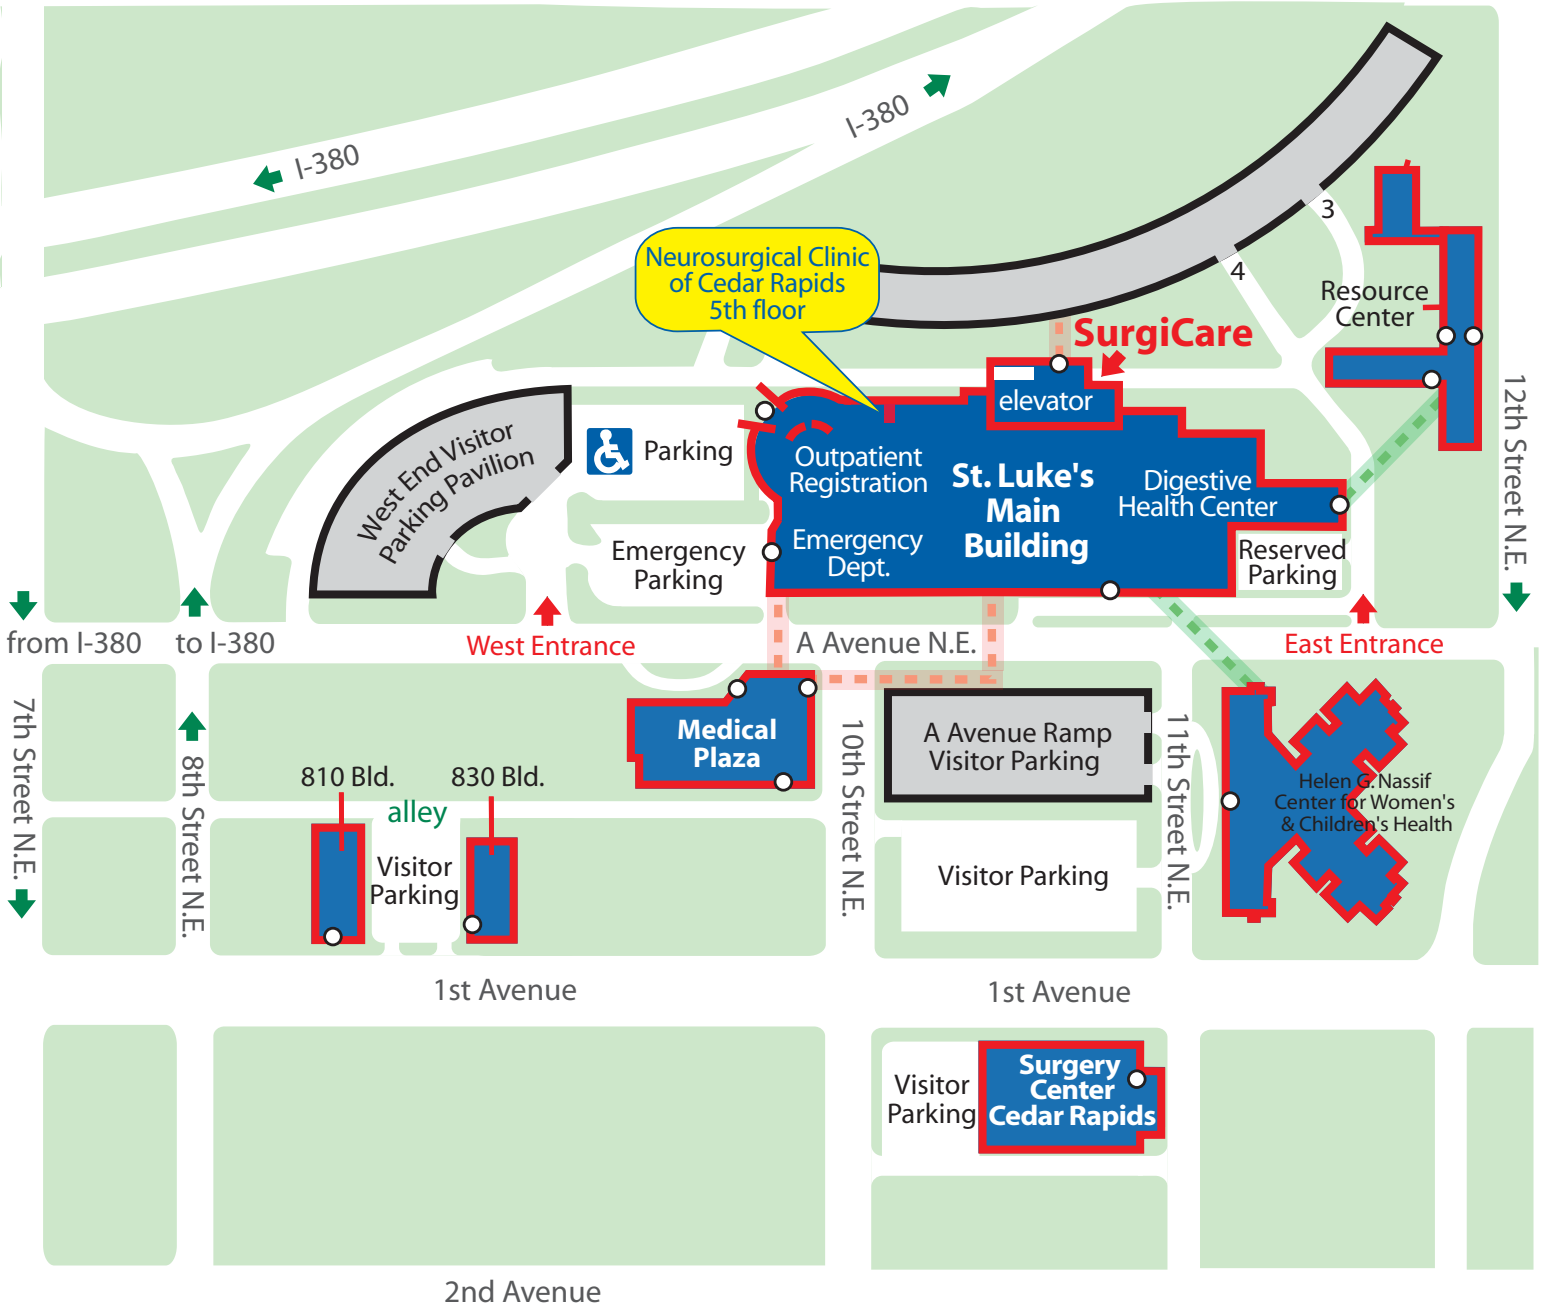 I-380
I-380
3
4
Neurosurgical Clinic
of Cedar Rapids
5th floor
SurgiCare
Resource
Center
elevator
12th Street N.E.
West End Visitor
Parking Pavilion
Parking
Outpatient
Registration
St. Luke's
Main
Building
Digestive
Health Center
Emergency
Parking
Emergency
Dept.
Reserved
Parking
from I-380
to I-380
West Entrance
A Avenue N.E.
East Entrance
7th Street N.E.
8th Street N.E.
810 Bld.
830 Bld.
alley
Visitor
Parking
Medical
Plaza
10th Street N.E.
A Avenue Ramp
Visitor Parking
11th Street N.E.
Helen G. Nassif
Center for Women's
& Children's Health
Visitor Parking
1st Avenue
1st Avenue
Visitor
Parking
Surgery
Center
Cedar Rapids
2nd Avenue